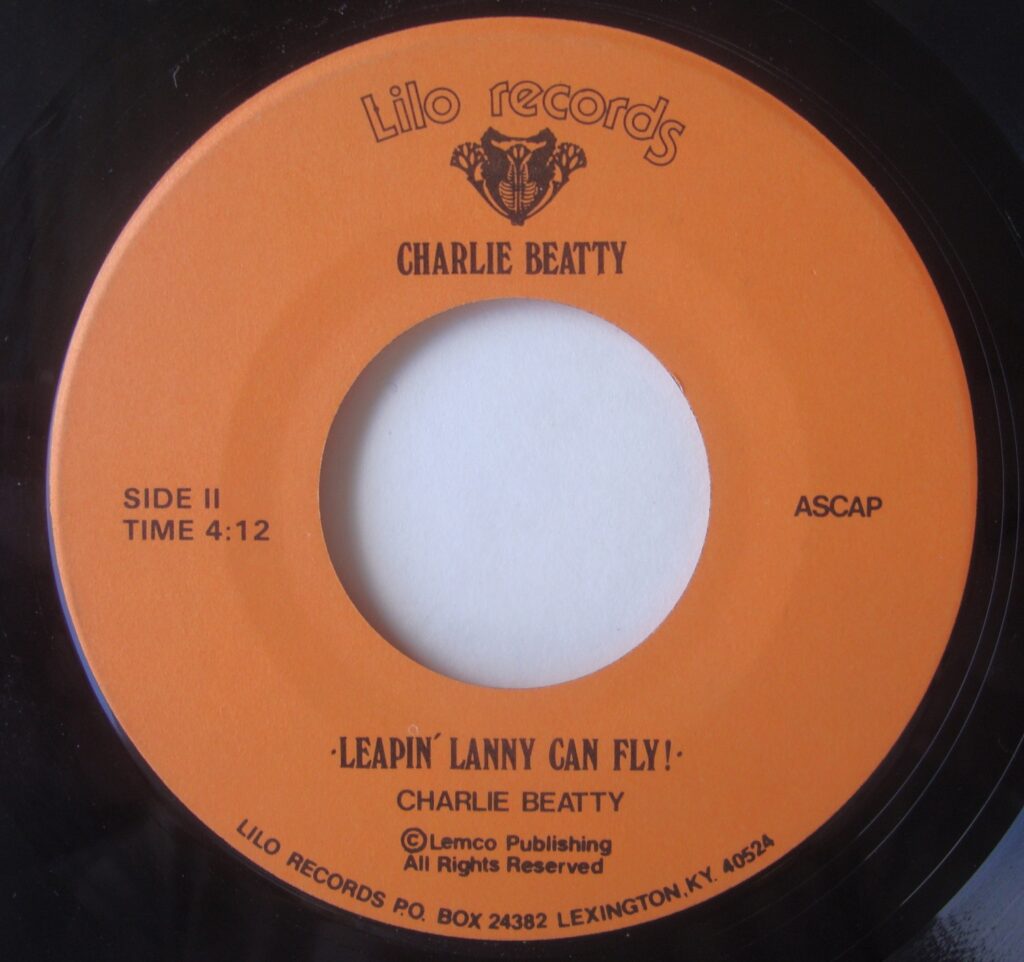 Lilo records
CHARLIE BEATTY
SIDE II
TIME 4:12
ASCAP
·LEAPIN´ LANNY CAN FLY!·
CHARLIE BEATTY
©Lemco Publishing
All Rights Reserved
LILO RECORDS P.O. BOX 24382 LEXINGTON, KY. 40524